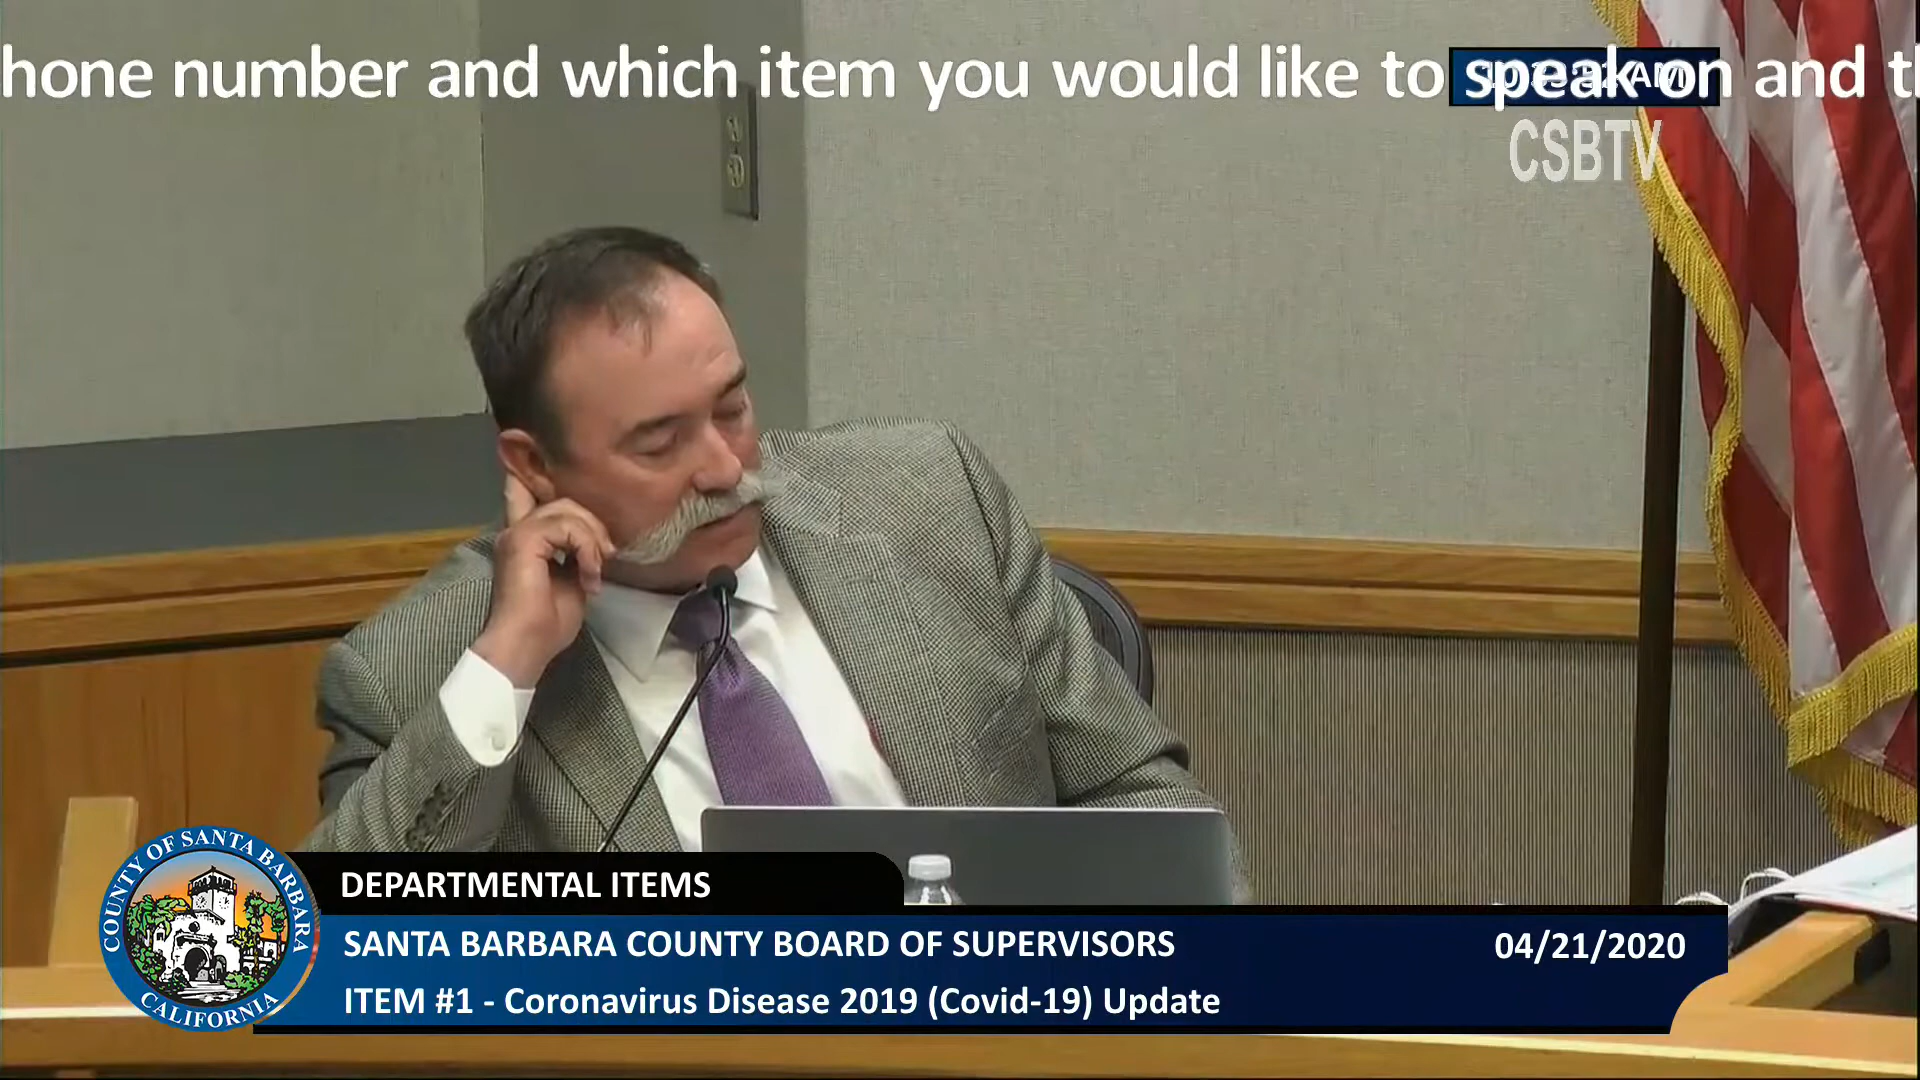 hone number and which item you would like to speak on and t
CSBTV
DEPARTMENTAL ITEMS
SANTA BARBARA COUNTY BOARD OF SUPERVISORS
04/21/2020
ITEM #1 - Coronavirus Disease 2019 (Covid-19) Update
COUNTY OF SANTA BARBARA
CALIFORNIA